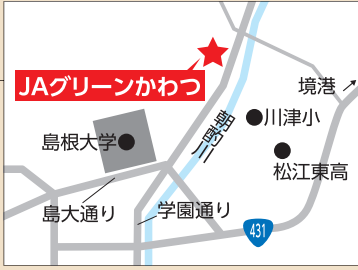 JAグリーンかわつ
境港
川津小
朝酌川
島根大学
松江東高
島大通り
学園通り
431